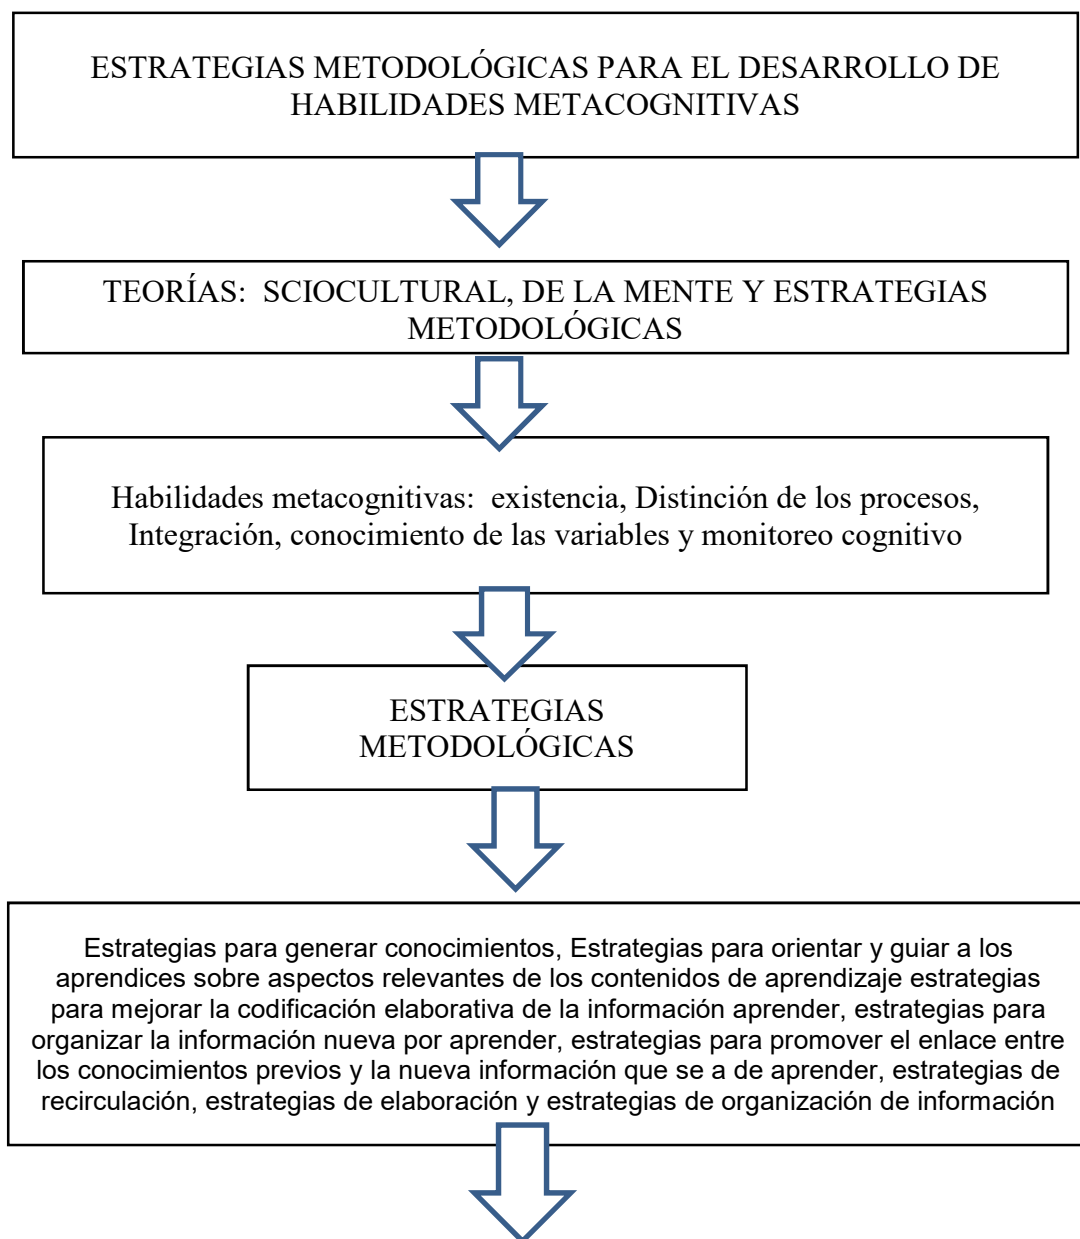 ESTRATEGIAS METODOLÓGICAS PARA EL DESARROLLO DE
HABILIDADES METACOGNITIVAS
TEORÍAS:  SCIOCULTURAL, DE LA MENTE Y ESTRATEGIAS
METODOLÓGICAS
Habilidades metacognitivas:  existencia, Distinción de los procesos,
Integración, conocimiento de las variables y monitoreo cognitivo
ESTRATEGIAS
METODOLÓGICAS
Estrategias para generar conocimientos, Estrategias para orientar y guiar a los
aprendices sobre aspectos relevantes de los contenidos de aprendizaje estrategias
para mejorar la codificación elaborativa de la información aprender, estrategias para
organizar la información nueva por aprender, estrategias para promover el enlace entre
los conocimientos previos y la nueva información que se a de aprender, estrategias de
recirculación, estrategias de elaboración y estrategias de organización de información